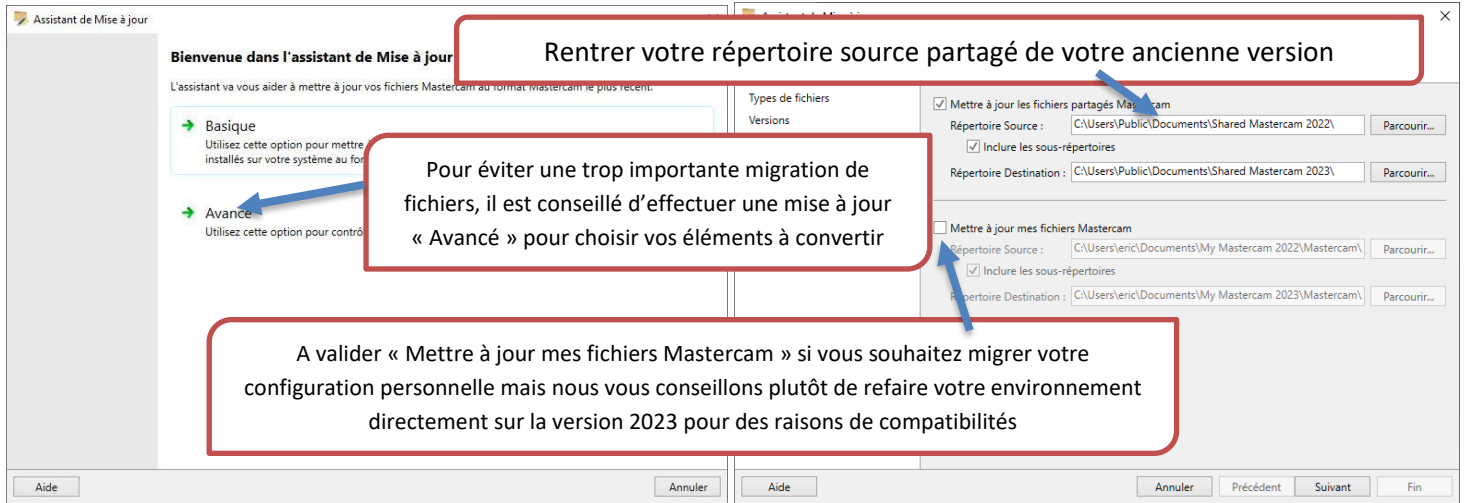 Assistant de Mise à jour
Bienvenue dans l'assistant de Mise à jour
L'assistant va vous aider à mettre à jour vos fichiers Mastercam au format Mastercam le plus récent.
Basique
Utilisez cette option pour mettre
installés sur votre système au for
Avancé
Utilisez cette option pour contrô
Aide
Annuler
Rentrer votre répertoire source partagé de votre ancienne version
Pour éviter une trop importante migration de
fichiers, il est conseillé d'effectuer une mise à jour
« Avancé » pour choisir vos éléments à convertir
Types de fichiers
Versions
Mettre à jour les fichiers partagés Mastercam
Répertoire Source : C:\Users\Public\Documents\Shared Mastercam 2022\ Parcourir...
Inclure les sous-répertoires
Répertoire Destination : C:\Users\Public\Documents\Shared Mastercam 2023\ Parcourir...
Mettre à jour mes fichiers Mastercam
Répertoire Source : C:\Users\eric\Documents\My Mastercam 2022\Mastercam\ Parcourir...
Inclure les sous-répertoires
Répertoire Destination : C:\Users\eric\Documents\My Mastercam 2023\Mastercam\ Parcourir...
A valider « Mettre à jour mes fichiers Mastercam » si vous souhaitez migrer votre
configuration personnelle mais nous vous conseillons plutôt de refaire votre environnement
directement sur la version 2023 pour des raisons de compatibilités
Aide
Annuler Précédent Suivant Fin